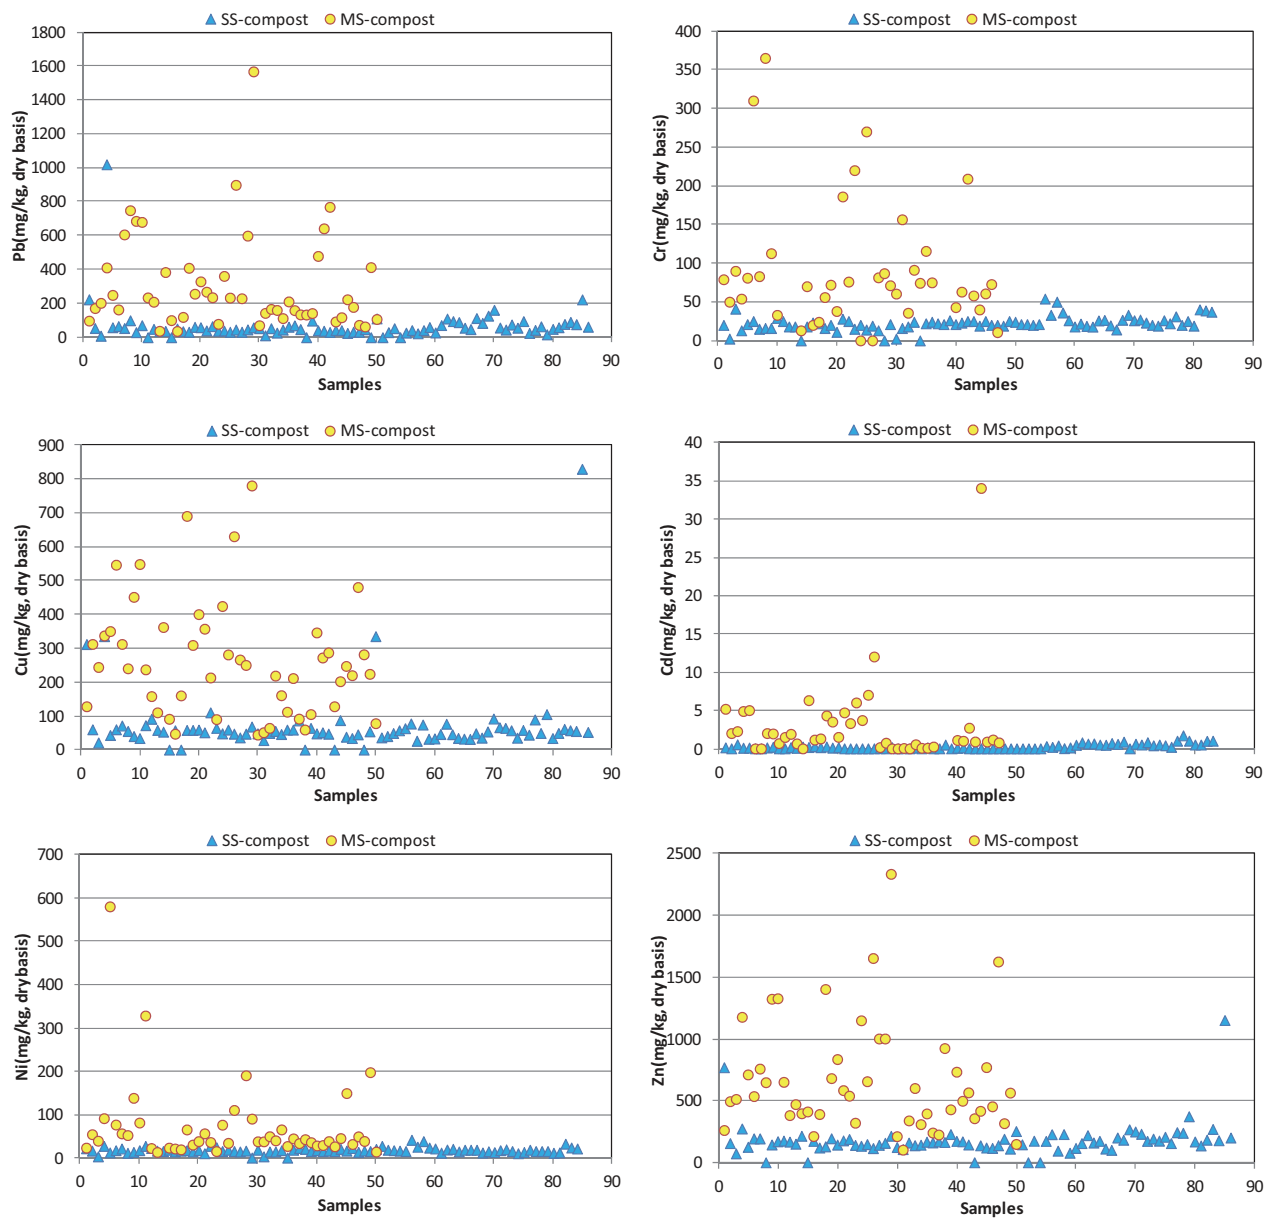 SS-compost MS-compost
Pb(mg/kg, dry basis)
1800
1600
1400
1200
1000
800
600
400
200
0
0 10 20 30 40 50 60 70 80 90
Samples
SS-compost MS-compost
Cr(mg/kg, dry basis)
400
350
300
250
200
150
100
50
0
0 10 20 30 40 50 60 70 80 90
Samples
SS-compost MS-compost
Cu(mg/kg, dry basis)
900
800
700
600
500
400
300
200
100
0
0 10 20 30 40 50 60 70 80 90
Samples
SS-compost MS-compost
Cd(mg/kg, dry basis)
40
35
30
25
20
15
10
5
0
0 10 20 30 40 50 60 70 80 90
Samples
SS-compost MS-compost
Ni(mg/kg, dry basis)
700
600
500
400
300
200
100
0
0 10 20 30 40 50 60 70 80 90
Samples
SS-compost MS-compost
Zn(mg/kg, dry basis)
2500
2000
1500
1000
500
0
0 10 20 30 40 50 60 70 80 90
Samples